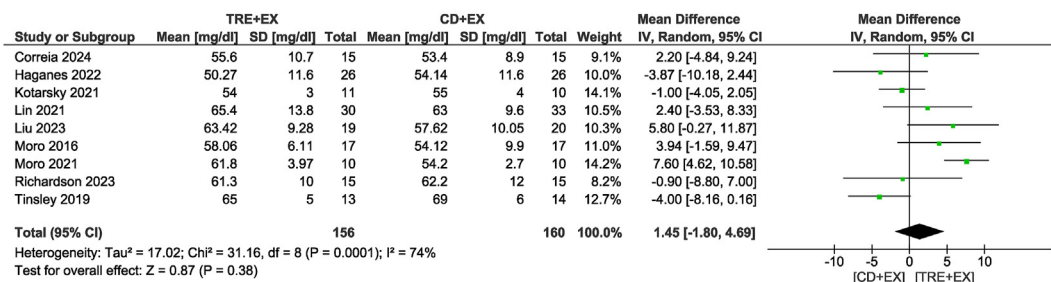 TRE+EX CD+EX Mean Difference Mean Difference
Study or Subgroup Mean [mg/dl] SD [mg/dl] Total Mean [mg/dl] SD [mg/dl] Total Weight IV, Random, 95% CI IV, Random, 95% CI
Correia 2024 55.6 10.7 15 53.4 8.9 15 9.1% 2.20 [-4.84, 9.24]
Haganes 2022 50.27 11.6 26 54.14 11.6 26 10.0% -3.87 [-10.18, 2.44]
Kotarsky 2021 54 3 11 55 4 10 14.1% -1.00 [-4.05, 2.05]
Lin 2021 65.4 13.8 30 63 9.6 33 10.5% 2.40 [-3.53, 8.33]
Liu 2023 63.42 9.28 19 57.62 10.05 20 10.3% 5.80 [-0.27, 11.87]
Moro 2016 58.06 6.11 17 54.12 9.9 17 11.0% 3.94 [-1.59, 9.47]
Moro 2021 61.8 3.97 10 54.2 2.7 10 14.2% 7.60 [4.62, 10.58]
Richardson 2023 61.3 10 15 62.2 12 15 8.2% -0.90 [-8.80, 7.00]
Tinsley 2019 65 5 13 69 6 14 12.7% -4.00 [-8.16, 0.16]
Total (95% CI) 156 160 100.0% 1.45 [-1.80, 4.69]
Heterogeneity: Tau² = 17.02; Chi² = 31.16, df = 8 (P = 0.0001); I² = 74%
Test for overall effect: Z = 0.87 (P = 0.38)
-10 -5 0 5 10
[CD+EX] [TRE+EX]